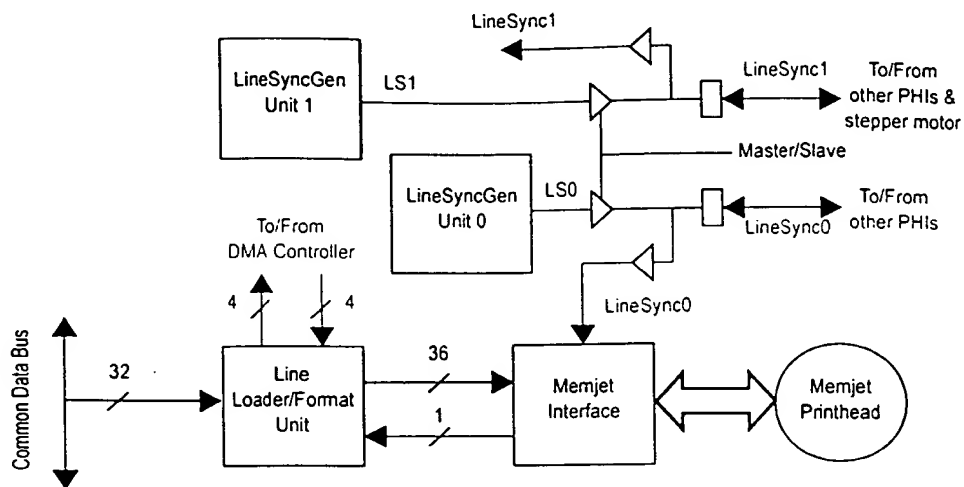 LineSync1
LineSyncGen
Unit 1
LS1
LineSync1
To/From
other PHIs &
stepper motor
Master/Slave
LineSyncGen
Unit 0
LS0
LineSync0
To/From
other PHIs
To/From
DMA Controller
4
4
LineSync0
Common Data Bus
32
Line
Loader/Format
Unit
36
1
Memjet
Interface
Memjet
Printhead